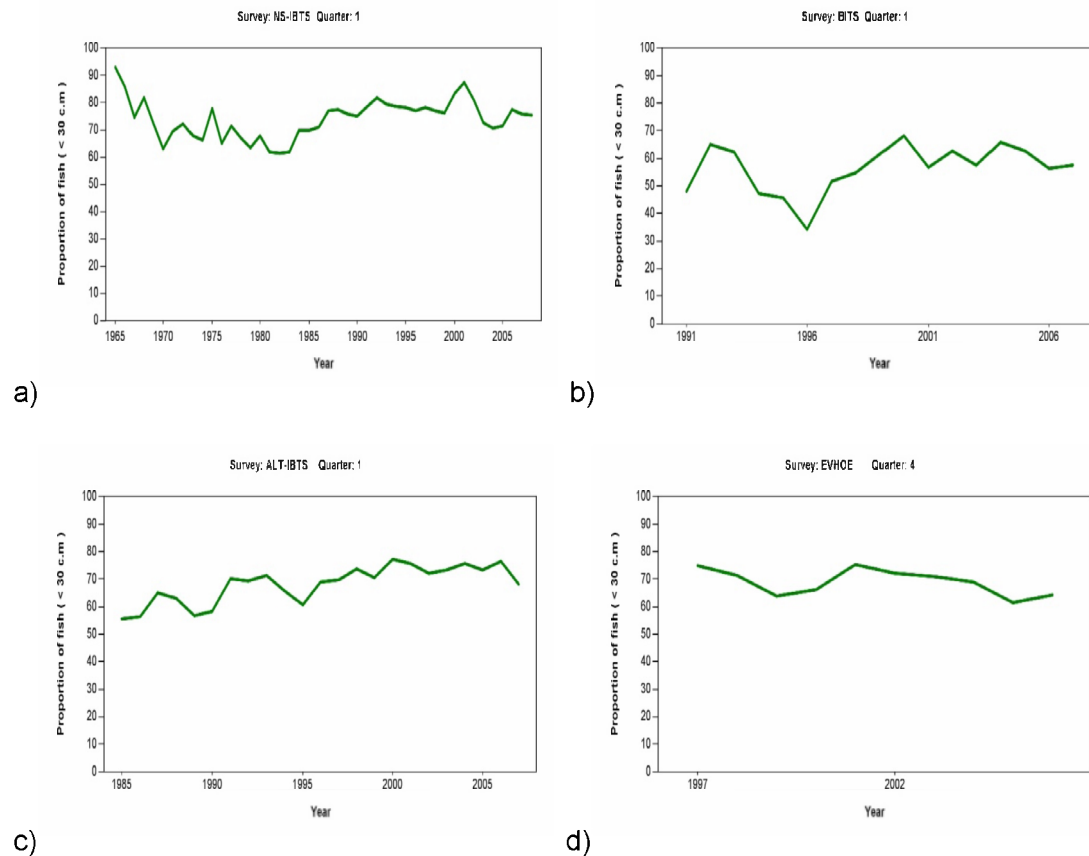 Survey: NS-IBTS Quarter: 1
Proportion of fish ( < 30 c.m )
100
90
80
70
60
50
40
30
20
10
0
1965 1970 1975 1980 1985 1990 1995 2000 2005
Year
a)
Survey: BITS Quarter: 1
Proportion of fish ( < 30 c.m )
100
90
80
70
60
50
40
30
20
10
0
1991 1996 2001 2006
Year
b)
Survey: ALT-IBTS Quarter: 1
Proportion of fish ( < 30 c.m )
100
90
80
70
60
50
40
30
20
10
0
1985 1990 1995 2000 2005
Year
c)
Survey: EVHOE Quarter: 4
Proportion of fish ( < 30 c.m )
100
90
80
70
60
50
40
30
20
10
0
1997 2002
Year
d)